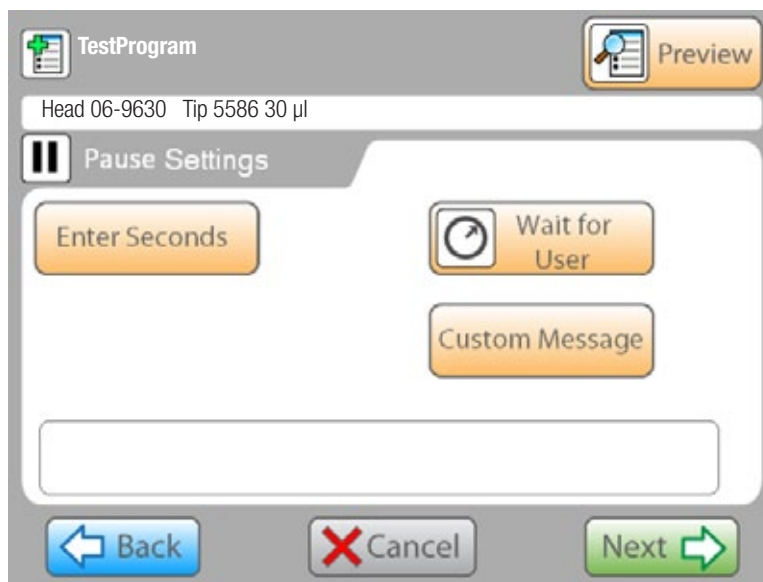 TestProgram
Preview
Head 06-9630 Tip 5586 30 µl
Pause Settings
Enter Seconds
Wait for
User
Custom Message
Back
Cancel
Next